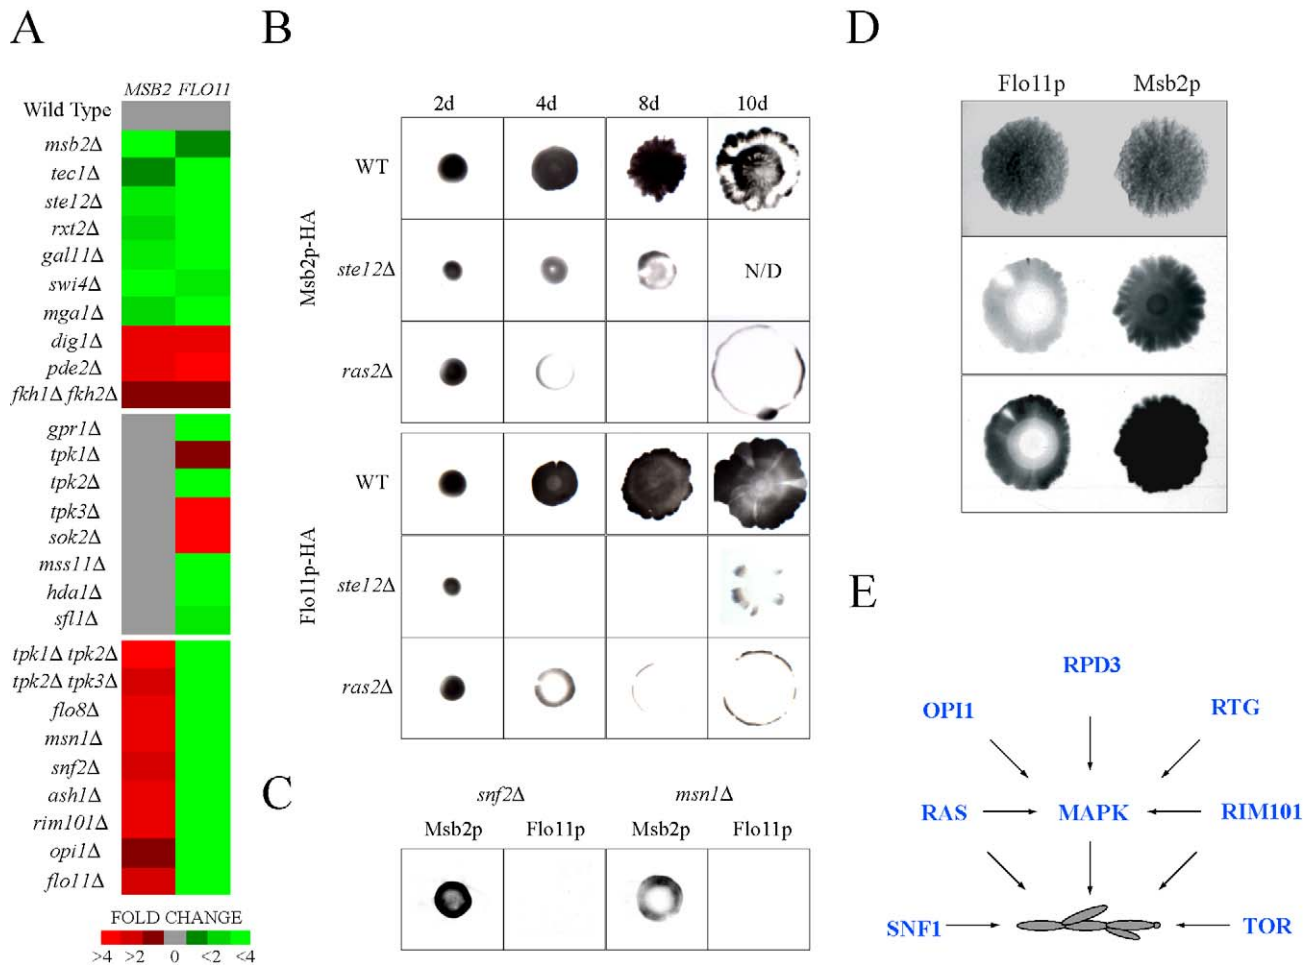 A
MSB2 FLO11
Wild Type
msb2Δ
tec1Δ
ste12Δ
rxt2Δ
gal11Δ
swi4Δ
mga1Δ
dig1Δ
pde2Δ
fkh1Δ fkh2Δ
gpr1Δ
tpk1Δ
tpk2Δ
tpk3Δ
sok2Δ
mss11Δ
hda1Δ
sfl1Δ
tpk1Δ tpk2Δ
tpk2Δ tpk3Δ
flo8Δ
msn1Δ
snf2Δ
ash1Δ
rim101Δ
opi1Δ
flo11Δ
FOLD CHANGE
>4 >2 0 <2 <4
B
2d 4d 8d 10d
Msb2p-HA
WT
ste12Δ
N/D
ras2Δ
Flo11p-HA
WT
ste12Δ
ras2Δ
C
snf2Δ msn1Δ
Msb2p Flo11p Msb2p Flo11p
D
Flo11p Msb2p
E
RPD3
OPI1 RTG
RAS MAPK RIM101
SNF1 TOR